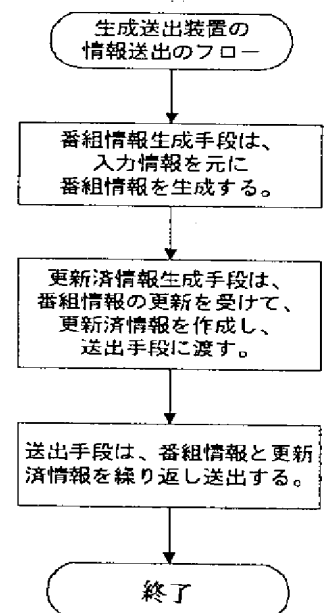 生成送出装置の
情報送出のフロー
番組情報生成手段は、
入力情報を元に
番組情報を生成する。
更新済情報生成手段は、
番組情報の更新を受けて、
更新済情報を作成し、
送出手段に渡す。
送出手段は、番組情報と更新
済情報を繰り返し送出する。
終了